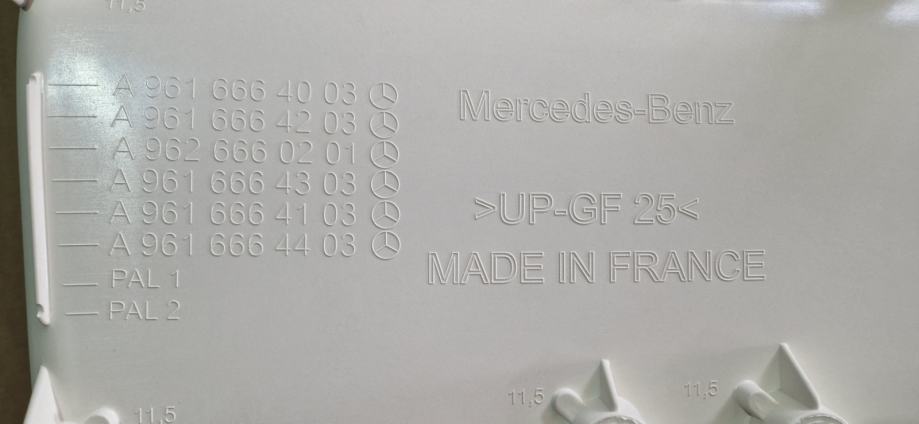 11,5
A 961 666 40 03
A 961 666 42 03
A 962 666 02 01
A 961 666 43 03
A 961 666 41 03
A 961 666 44 03
PAL 1
PAL 2
Mercedes-Benz
>UP-GF 25<
MADE IN FRANCE
11,5
11,5
11,5